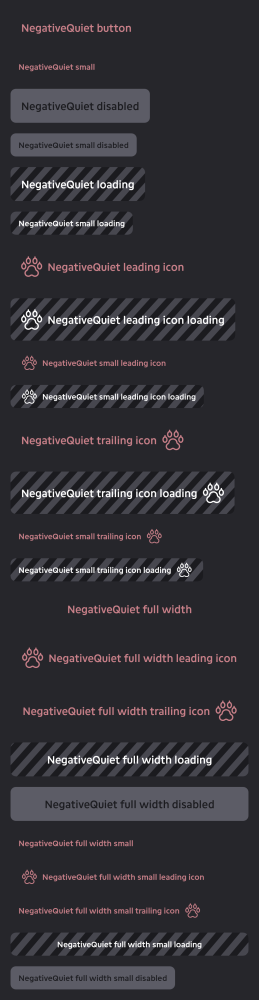 NegativeQuiet button
NegativeQuiet small
NegativeQuiet disabled
NegativeQuiet small disabled
NegativeQuiet loading
NegativeQuiet small loading
NegativeQuiet leading icon
NegativeQuiet leading icon loading
NegativeQuiet small leading icon
NegativeQuiet small leading icon loading
NegativeQuiet trailing icon
NegativeQuiet trailing icon loading
NegativeQuiet small trailing icon
NegativeQuiet small trailing icon loading
NegativeQuiet full width
NegativeQuiet full width leading icon
NegativeQuiet full width trailing icon
NegativeQuiet full width loading
NegativeQuiet full width disabled
NegativeQuiet full width small
NegativeQuiet full width small leading icon
NegativeQuiet full width small trailing icon
NegativeQuiet full width small loading
NegativeQuiet full width small disabled